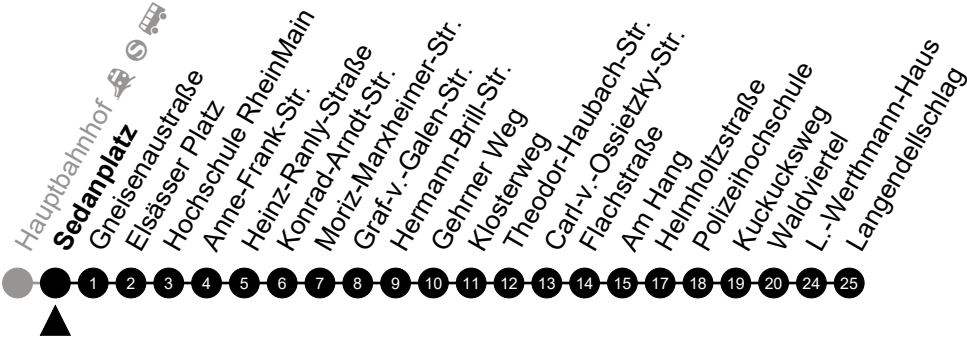 Hauptbahnhof S
Sedanplatz
Gneisenaustraße
Elsässer Platz
Hochschule RheinMain
Anne-Frank-Str.
Heinz-Ranly-Straße
Konrad-Arndt-Str.
Moriz-Marxheimer-Str.
Graf-v.-Galen-Str.
Hermann-Brill-Str.
Gehrner Weg
Klosterweg
Theodor-Haubach-Str.
Carl-v.-Ossietzky-Str.
Flachstraße
Am Hang
Helmholtzstraße
Polizeihochschule
Kuckucksweg
Waldviertel
L.-Werthmann-Haus
Langendellschlag
1 2 3 4 5 6 7 8 9 10 11 12 13 14 15 17 18 19 20 24 25